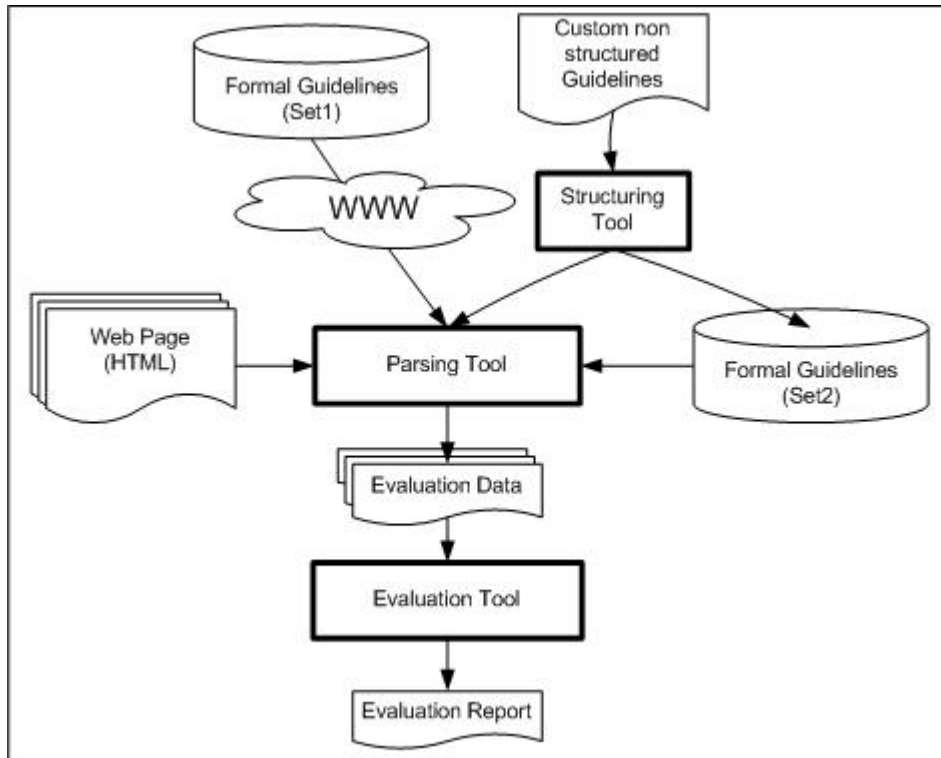 Formal Guidelines
(Set1)
Custom non
structured
Guidelines
WWW
Structuring
Tool
Web Page
(HTML)
Parsing Tool
Formal Guidelines
(Set2)
Evaluation Data
Evaluation Tool
Evaluation Report